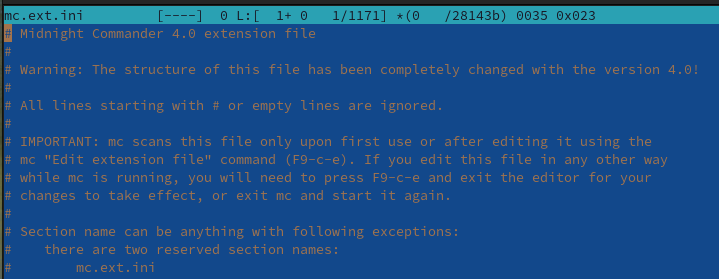 mc.ext.ini         [----]  0 L:[  1+ 0   1/1171] *(0   /28143b) 0035 0x023
# Midnight Commander 4.0 extension file
#
# Warning: The structure of this file has been completely changed with the version 4.0!
#
# All lines starting with # or empty lines are ignored.
#
# IMPORTANT: mc scans this file only upon first use or after editing it using the
# mc "Edit extension file" command (F9-c-e). If you edit this file in any other way
# while mc is running, you will need to press F9-c-e and exit the editor for your
# changes to take effect, or exit mc and start it again.
#
# Section name can be anything with following exceptions:
#    there are two reserved section names:
#        mc.ext.ini